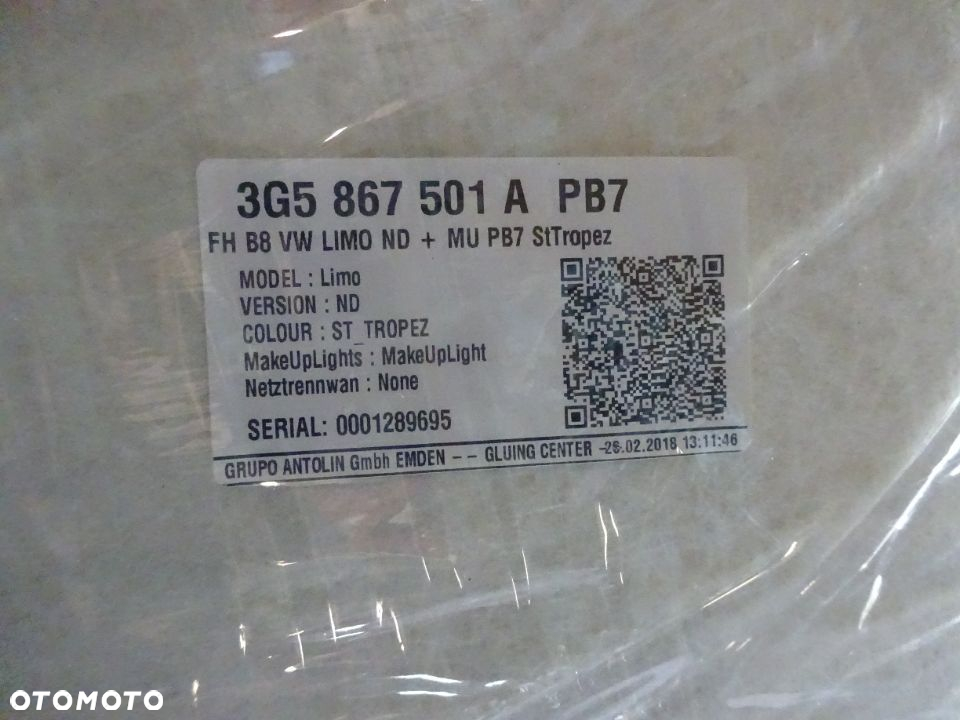 3G5 867 501 A PB7
FH B8 VW LIMO ND + MU PB7 StTropez
MODEL : Limo
VERSION : ND
COLOUR : ST_TROPEZ
MakeUpLights : MakeUpLight
Netztrennwan : None
SERIAL: 0001289695
GRUPO ANTOLIN Gmbh EMDEN -- GLUING CENTER -26.02.2018 13:11:46
OTOMOTO